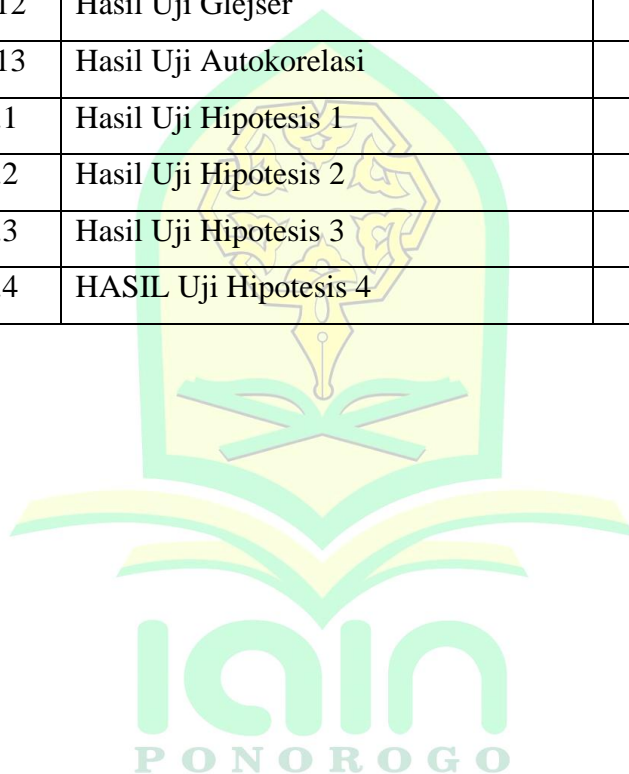 12 Hasil Uji Glejser
13 Hasil Uji Autokorelasi
.1 Hasil Uji Hipotesis 1
.2 Hasil Uji Hipotesis 2
.3 Hasil Uji Hipotesis 3
.4 HASIL Uji Hipotesis 4
iain
PONOROGO